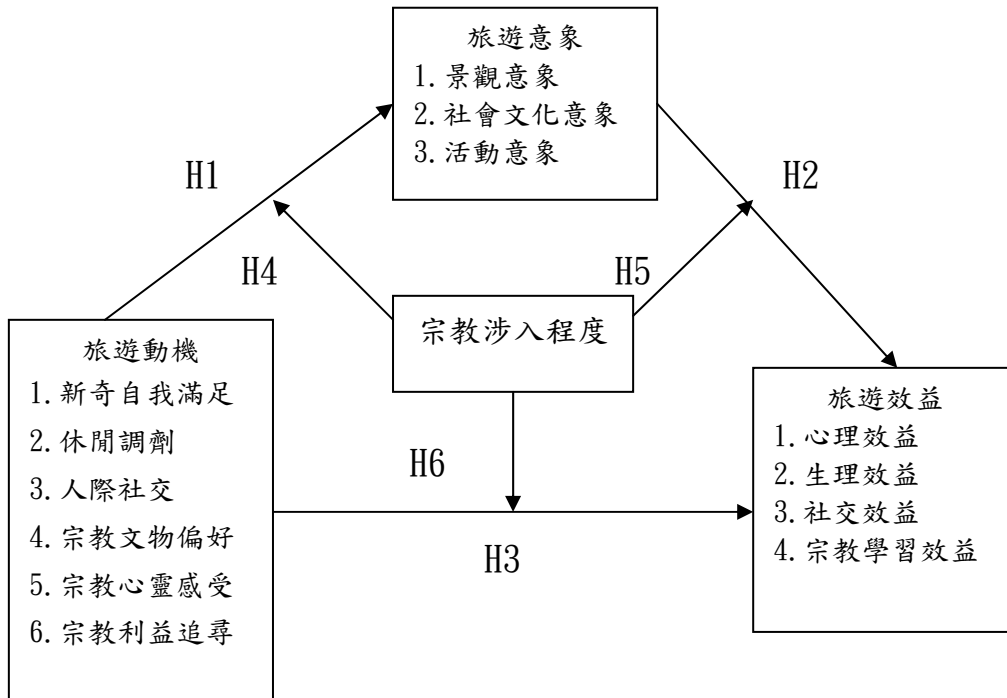 旅遊意象
1.景觀意象
2.社會文化意象
3.活動意象
H1
H2
H4
H5
宗教涉入程度
旅遊動機
1.新奇自我滿足
2.休閒調劑
3.人際社交
4.宗教文物偏好
5.宗教心靈感受
6.宗教利益追尋
H6
H3
旅遊效益
1.心理效益
2.生理效益
3.社交效益
4.宗教學習效益